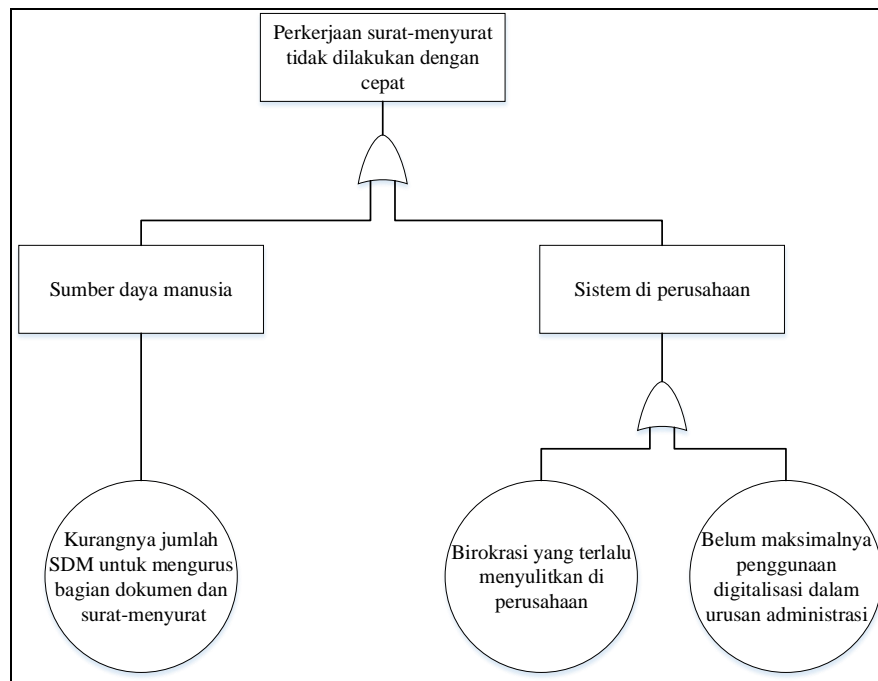 Perkerjaan surat-menyurat
tidak dilakukan dengan
cepat
Sumber daya manusia
Sistem di perusahaan
Kurangnya jumlah
SDM untuk mengurus
bagian dokumen dan
surat-menyurat
Birokrasi yang terlalu
menyulitkan di
perusahaan
Belum maksimalnya
penggunaan
digitalisasi dalam
urusan administrasi